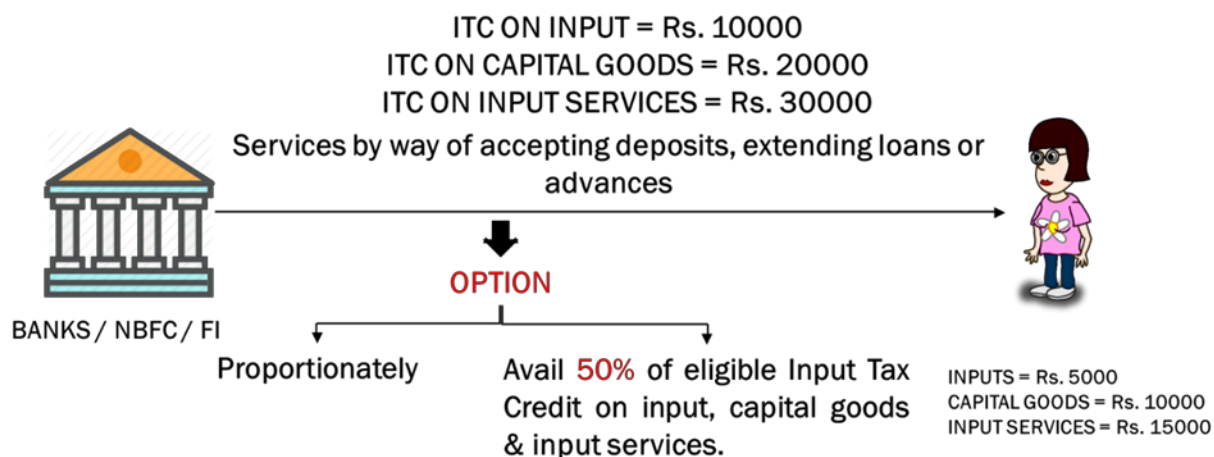 ITC ON INPUT = Rs. 10000
ITC ON CAPITAL GOODS = Rs. 20000
ITC ON INPUT SERVICES = Rs. 30000
Services by way of accepting deposits, extending loans or
advances
OPTION
BANKS / NBFC / FI
Proportionately
Avail 50% of eligible Input Tax
Credit on input, capital goods
& input services.
INPUTS = Rs. 5000
CAPITAL GOODS = Rs. 10000
INPUT SERVICES = Rs. 15000